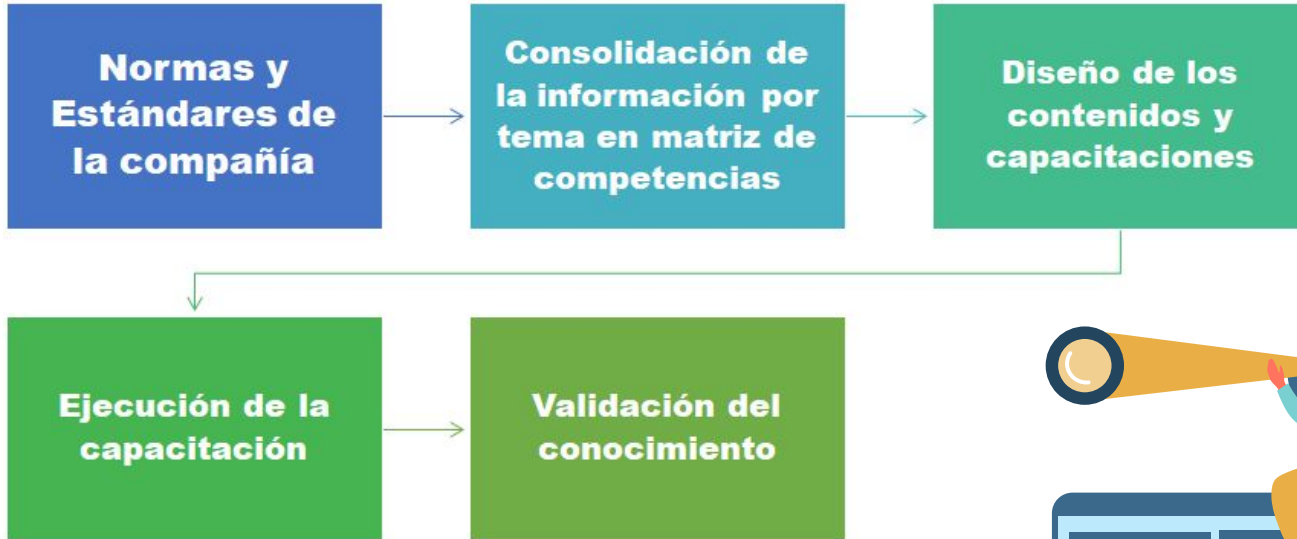 Normas y
Estándares de
la compañía
Consolidación de
la información por
tema en matriz de
competencias
Diseño de los
contenidos y
capacitaciones
Ejecución de la
capacitación
Validación del
conocimiento